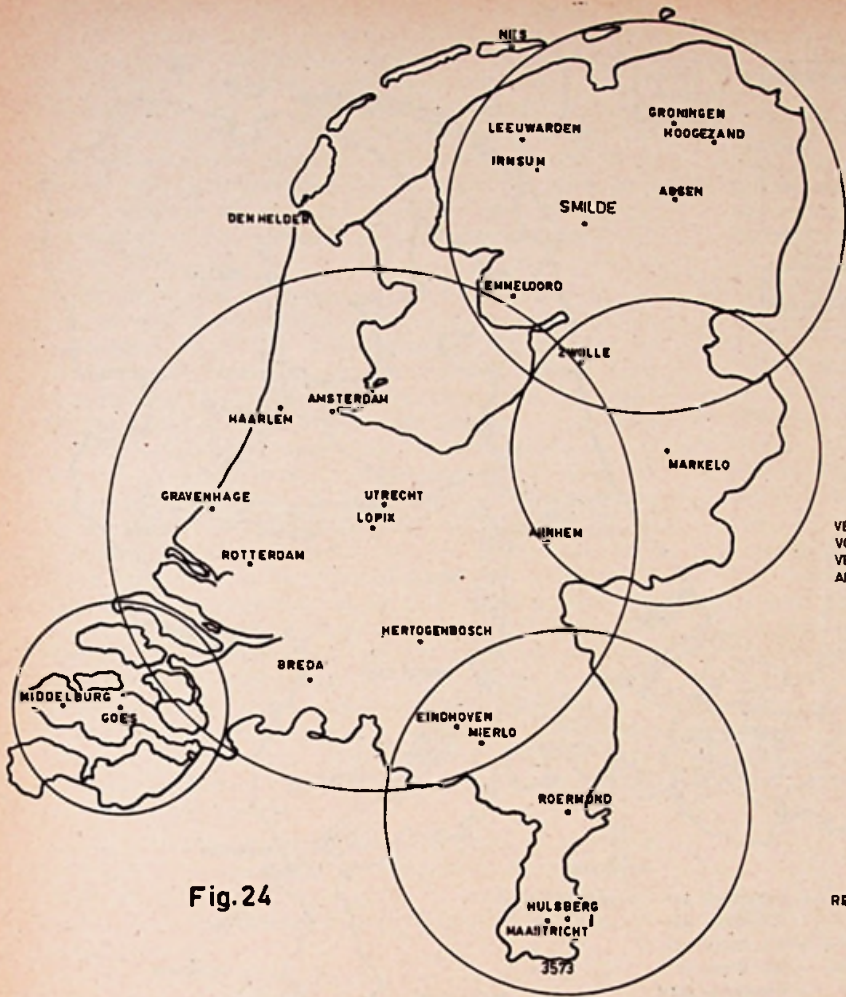 NIES
GRONINGEN
LEEUWARDEN
HOOGEZAND
IRNSUM
ASSEN
SMILDE
DEN HELDER
EMMELOORD
ZWOLLE
AMSTERDAM
HAARLEM
MARKELO
GRAVENHAGE
UTRECHT
LOPIK
ARNHEM
ROTTERDAM
HERTOGENBOSCH
BREDA
MIDDELBURG
GOES
EINDHOVEN
MIERLO
ROERMOND
Fig.24
HULSBERG
MAASTRICHT
3573